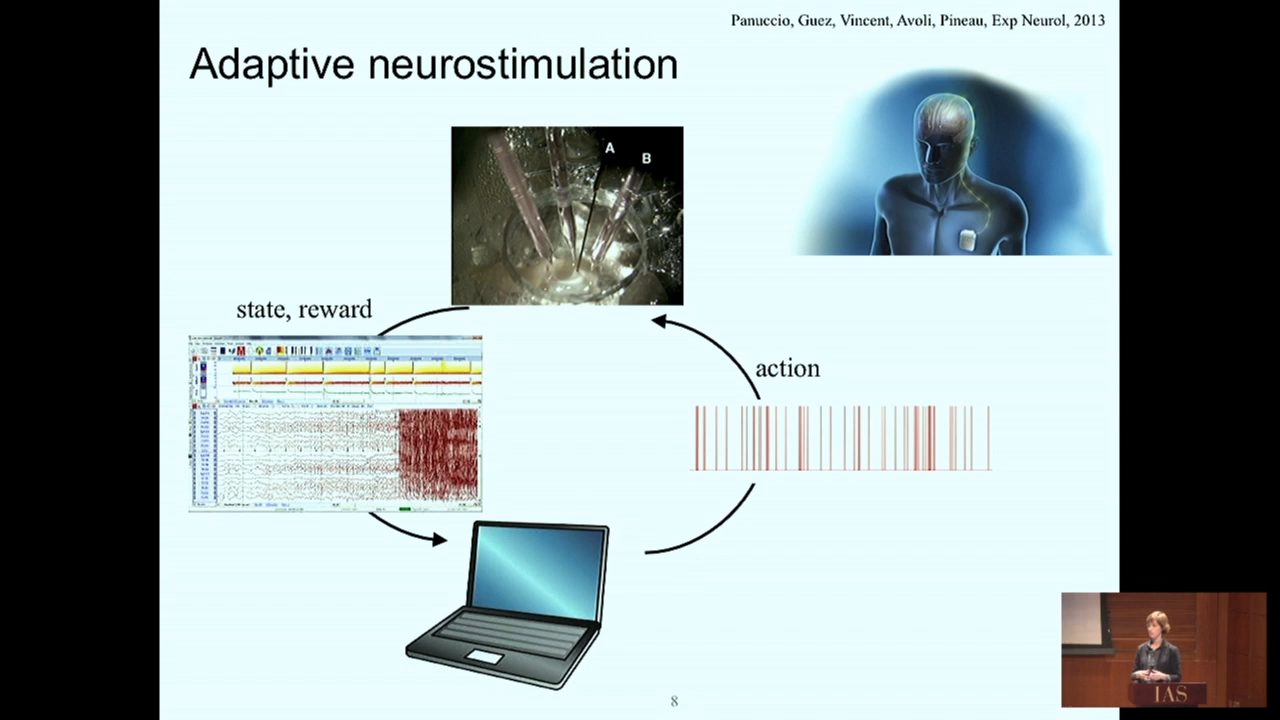 Panuccio, Guez, Vincent, Avoli, Pineau, Exp Neurol, 2013
Adaptive neurostimulation
A
B
state, reward
action
8
IAS